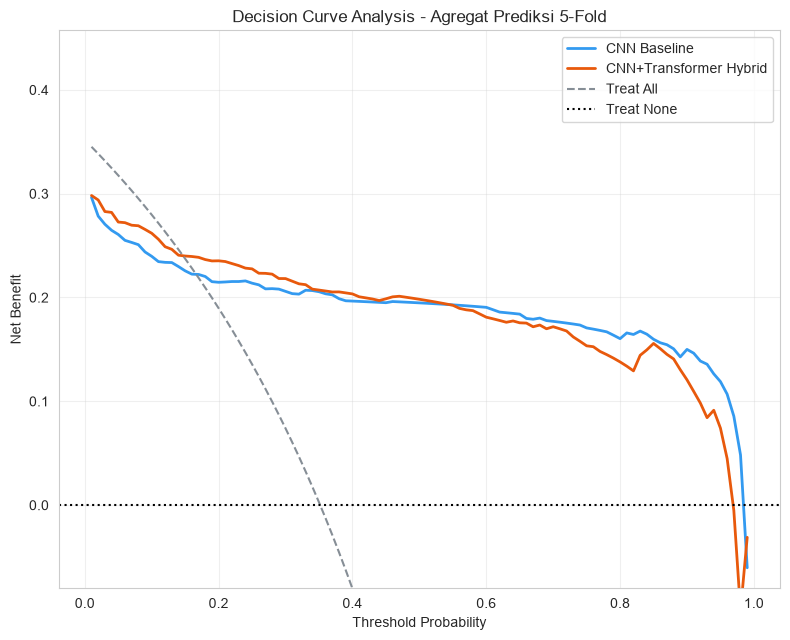 Decision Curve Analysis - Agregat Prediksi 5-Fold
CNN Baseline
CNN+Transformer Hybrid
Treat All
Treat None
Net Benefit
0.4
0.3
0.2
0.1
0.0
0.0 0.2 0.4 0.6 0.8 1.0
Threshold Probability